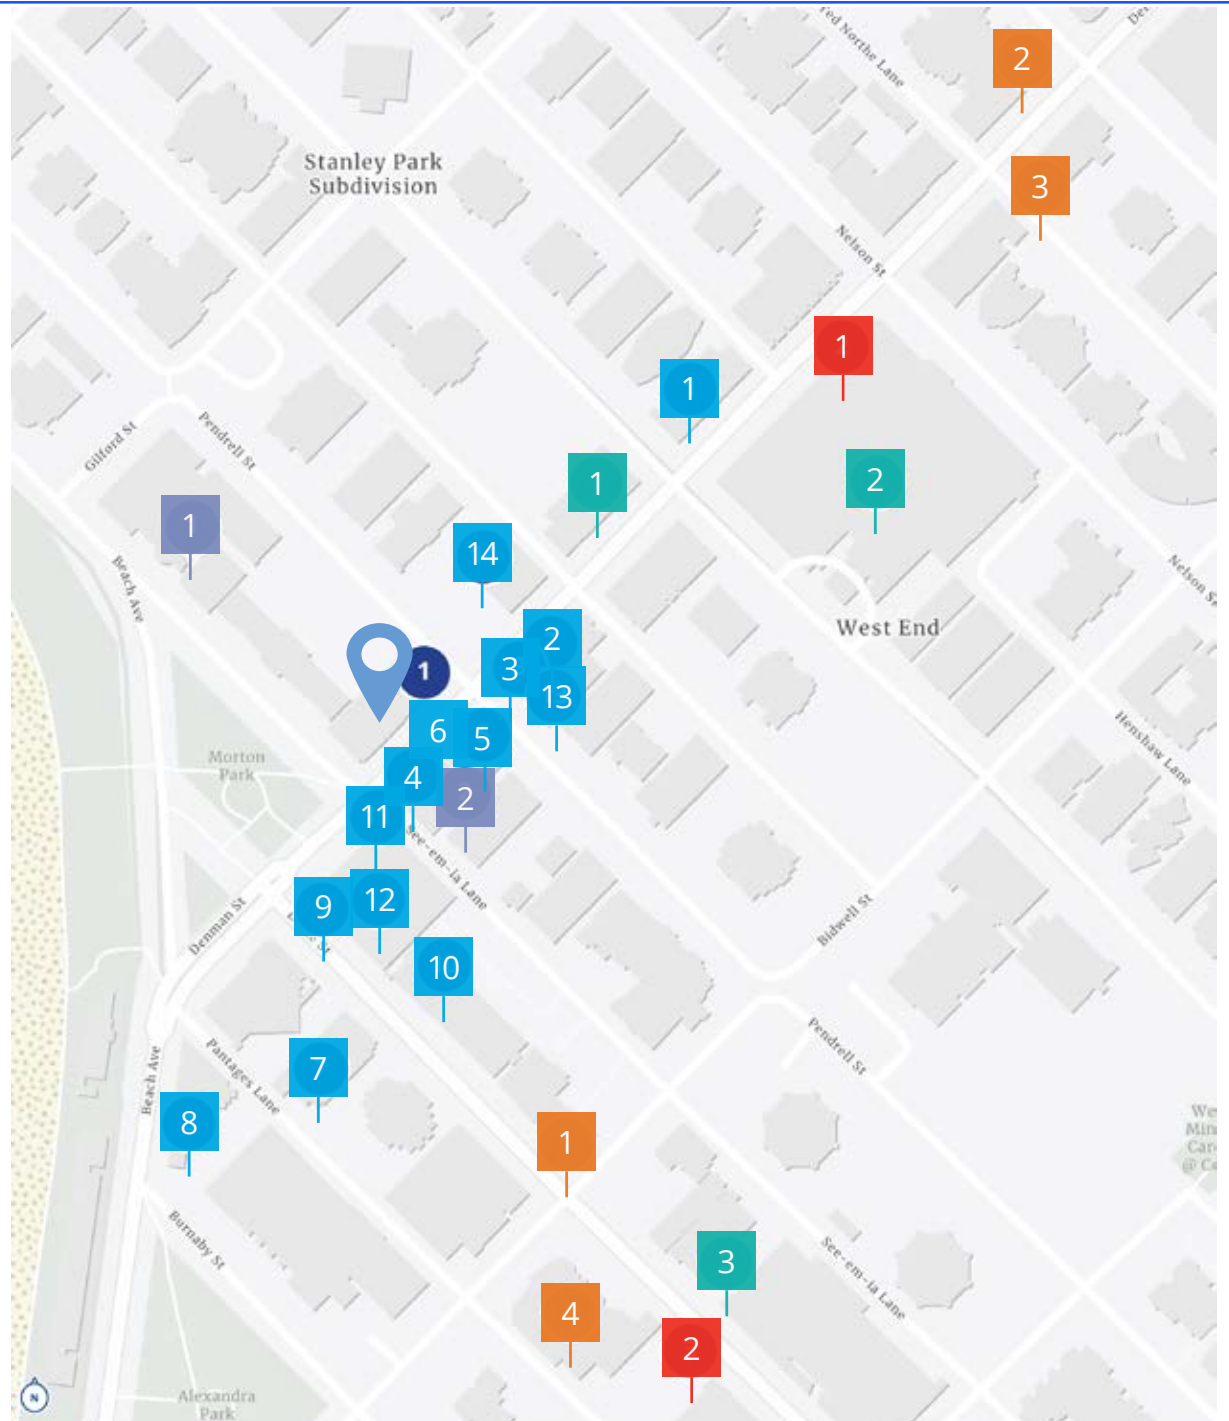 Ted Northe Lane
2
Stanley Park
Subdivision
3
Nelson St
1
1
Gilford St
Pendrell St
1
2
1
14
Beach Ave
Nelson St
West End
2
3
1
13
6
5
Henshaw Lane
Morton
Park
4
2
11
See-em-ia Lane
9
12
Denman St
Bidwell St
10
Pendrell St
Pantages Lane
7
Beach Ave
8
1
Burnaby St
3
See-em-ia Lane
4
2
N
Alexandra
Park